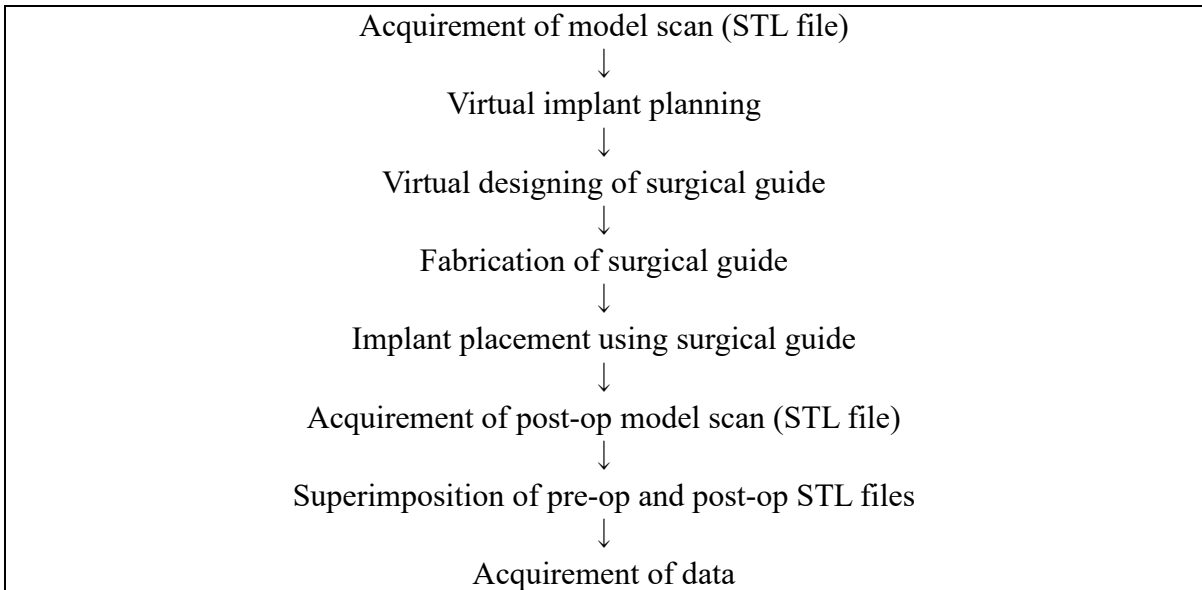 Acquirement of model scan (STL file)
↓
Virtual implant planning
↓
Virtual designing of surgical guide
↓
Fabrication of surgical guide
↓
Implant placement using surgical guide
↓
Acquirement of post-op model scan (STL file)
↓
Superimposition of pre-op and post-op STL files
↓
Acquirement of data